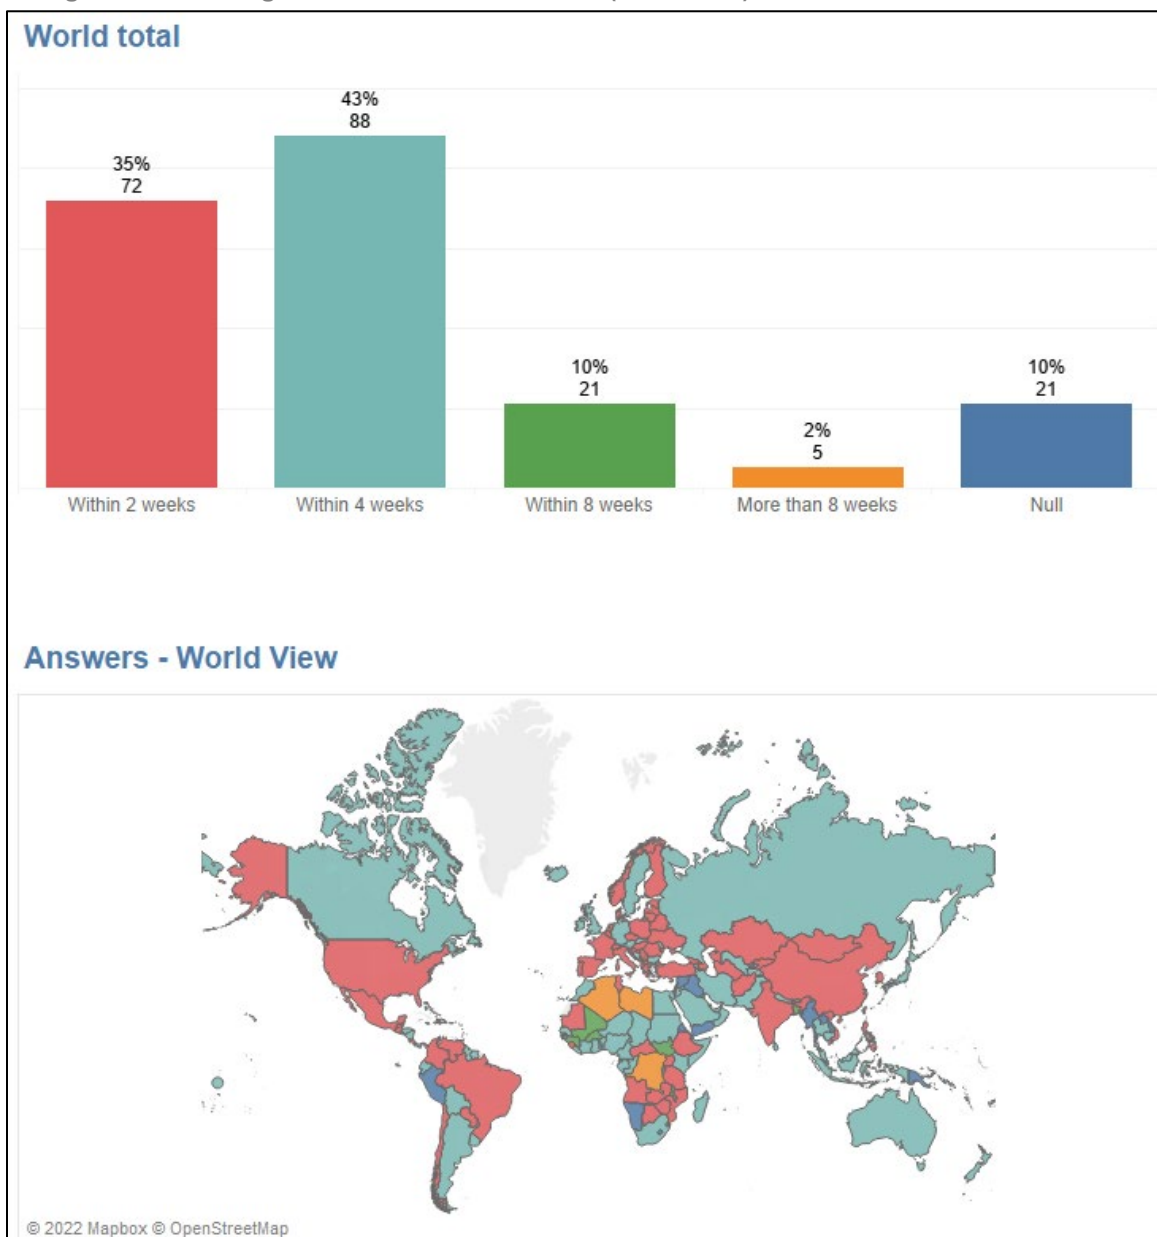 World total
43%
88
35%
72
10%
21
10%
21
2%
5
Within 2 weeks
Within 4 weeks
Within 8 weeks
More than 8 weeks
Null
Answers - World View
© 2022 Mapbox © OpenStreetMap